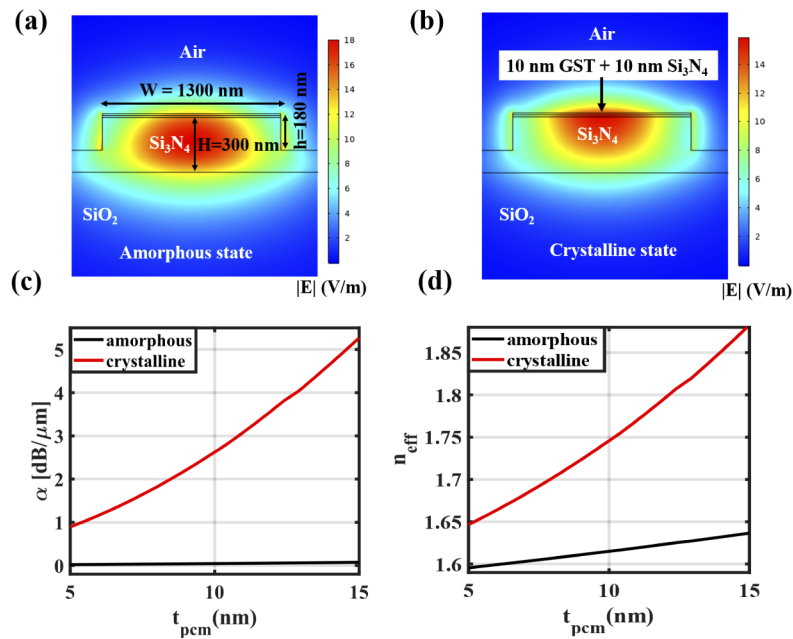 (a)
Air
W = 1300 nm
h=180 nm
Si₃N₄
H=300 nm
SiO₂
Amorphous state
18
16
14
12
10
8
6
4
2
|E| (V/m)
(b)
Air
10 nm GST + 10 nm Si₃N₄
Si₃N₄
SiO₂
Crystalline state
14
12
10
8
6
4
2
|E| (V/m)
(c)
amorphous
crystalline
α [dB/μm]
5
4
3
2
1
0
5
10
15
t_pcm(nm)
(d)
amorphous
crystalline
n_eff
1.85
1.8
1.75
1.7
1.65
1.6
5
10
15
t_pcm(nm)